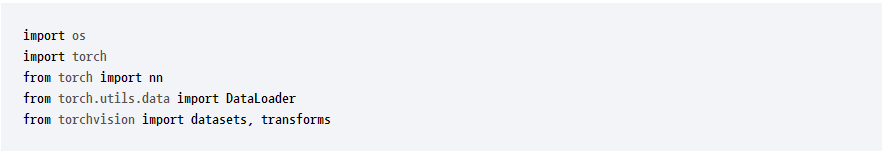 import os
import torch
from torch import nn
from torch.utils.data import DataLoader
from torchvision import datasets, transforms